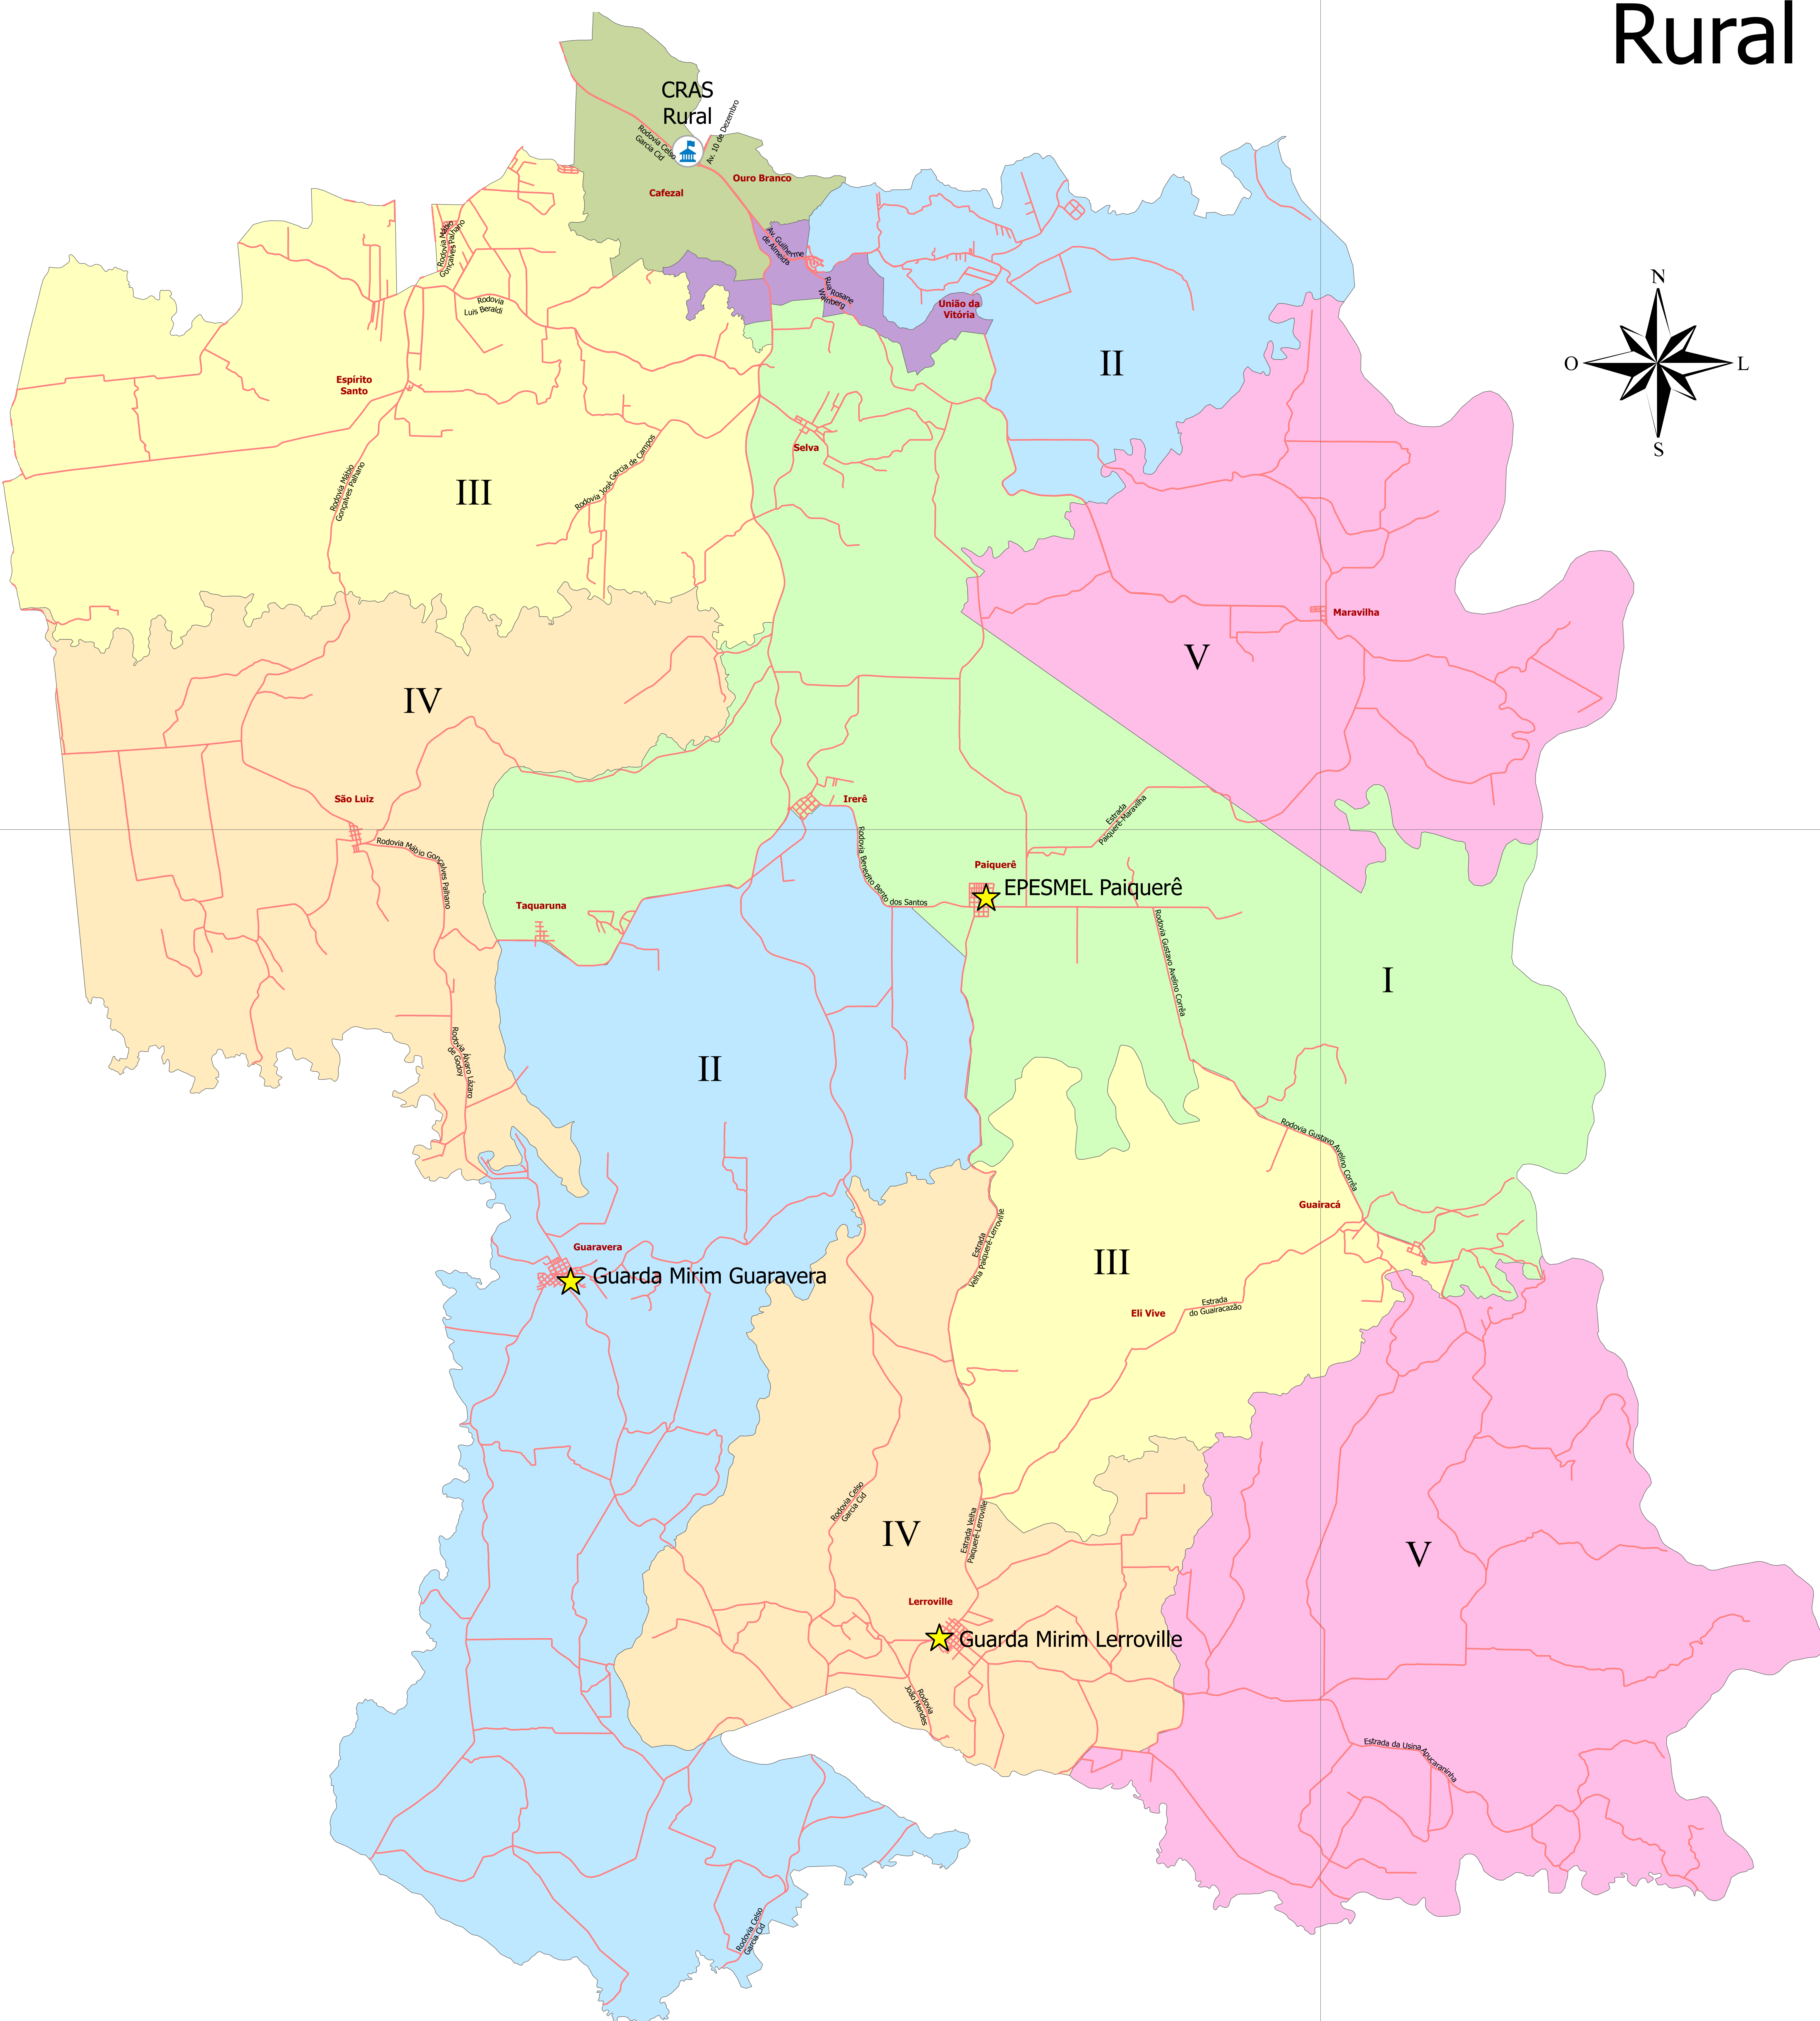 Rural
CRAS
Rural
Av. 10 de Dezembro
Rodovia Celso
Garcia Cid
Ouro Branco
Cafezal
Rodovia Mábio
Gonçalves Palhano
Av. Guilherme
de Almeida
N
O
L
S
Rua Rosane
Wainberg
União da
Vitória
Rodovia
Luis Beraldi
II
Espírito
Santo
Selva
Rodovia José Garcia de Campos
Rodovia Mábio
Gonçalves Palhano
III
Maravilha
V
IV
São Luiz
Irerê
Estrada
Paiquerê-Maravilha
Rodovia Mábio Gonçalves Palhano
Rodovia Benedito Bento dos Santos
Paiquerê
EPESMEL Paiquerê
Taquaruna
Rodovia Gustavo Avelino Corrêa
I
Rodovia Álvaro Lázaro
de Godoy
II
Rodovia Gustavo Avelino Corrêa
Guairacá
Estrada
Velha Paiquerê-Lerroville
Guaravera
Guarda Mirim Guaravera
III
Estrada
do Guairacazão
Eli Vive
Rodovia Celso
Garcia Cid
Estrada Velha
Paiquerê-Lerroville
IV
V
Lerroville
Guarda Mirim Lerroville
Rodovia
João Mendes
Estrada da Usina Apucaraninha
Rodovia Celso
Garcia Cid